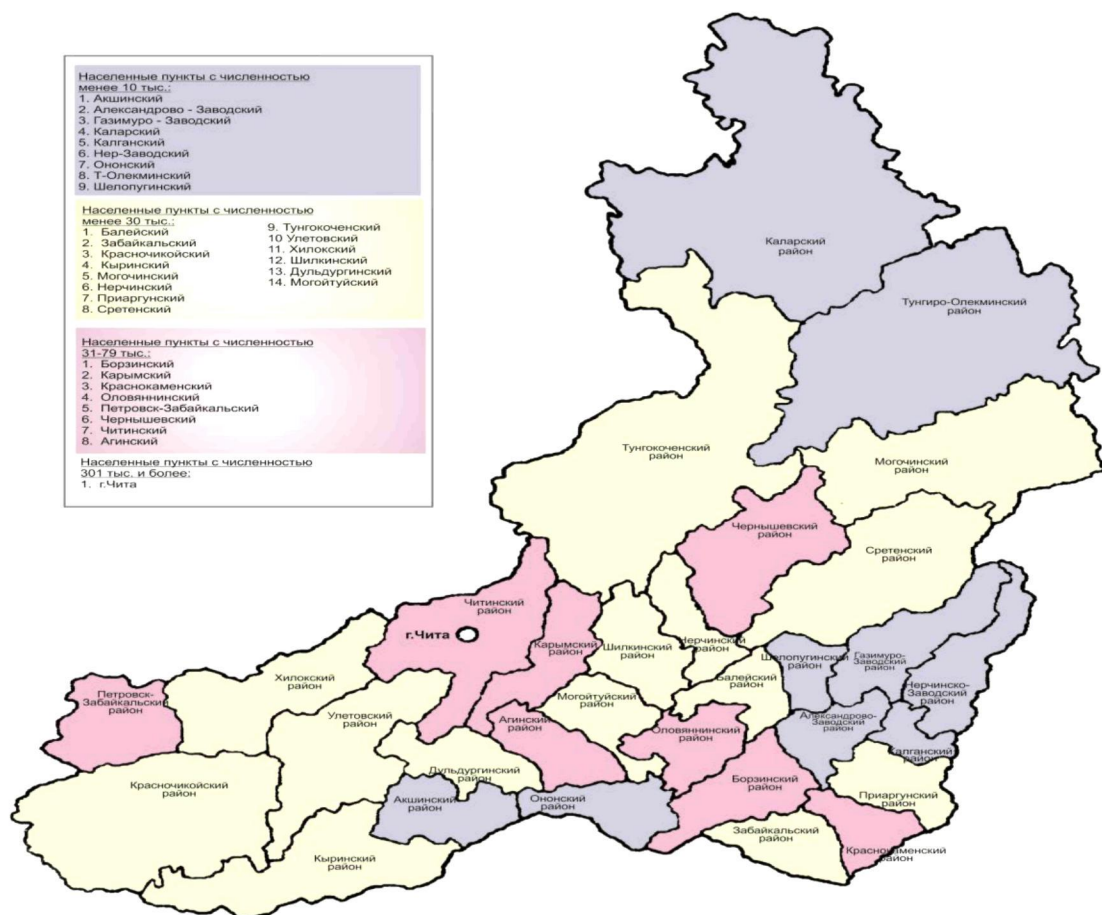 Населенные пункты с численностью
менее 10 тыс.:
1. Акшинский
2. Александрово - Заводский
3. Газимуро - Заводский
4. Каларский
5. Калганский
6. Нер-Заводский
7. Ононский
8. Т-Олекминский
9. Шелопугинский
Населенные пункты с численностью
менее 30 тыс.:
1. Балейский
2. Забайкальский
3. Красночикойский
4. Кыринский
5. Могочинский
6. Нерчинский
7. Приаргунский
8. Сретенский
9. Тунгокоченский
10 Улетовский
11. Хилокский
12. Шилкинский
13. Дульдургинский
14. Могойтуйский
Населенные пункты с численностью
31-79 тыс.:
1. Борзинский
2. Карымский
3. Краснокаменский
4. Оловяннинский
5. Петровск-Забайкальский
6. Чернышевский
7. Читинский
8. Агинский
Населенные пункты с численностью
301 тыс. и более:
1. г.Чита
Каларский
район
Тунгиро-Олекминский
район
Тунгокоченский
район
Могочинский
район
Чернышевский
район
Сретенский
район
Читинский
район
г.Чита
Карымский
район
Шилкинский
район
Нерчинский
район
Шелопугинский
район
Газимуро-
Заводский
район
Балейский
район
Нерчинско-
Заводский
район
Хилокский
район
Петровск-
Забайкальский
район
Улетовский
район
Могойтуйский
район
Агинский
район
Оловяннинский
район
Александрово-
Заводский
район
Калганский
район
Дульдургинский
район
Борзинский
район
Красночикойский
район
Акшинский
район
Ононский
район
Приаргунский
район
Забайкальский
район
Краснокаменский
район
Кыринский
район